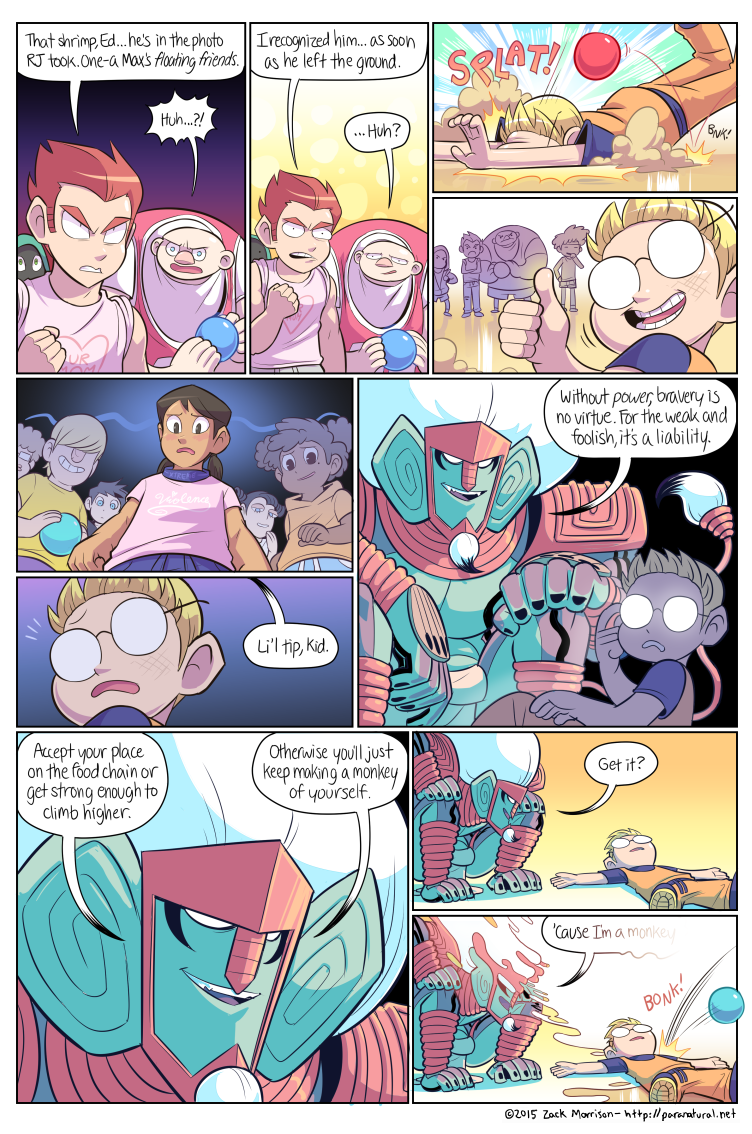 That shrimp, Ed... he's in the photo
RJ took. One-a Max's floating friends.
Huh...?!
I recognized him... as soon
as he left the ground.
...Huh?
SPLAT!
BNK!
Without power, bravery is
no virtue. For the weak and
foolish, it's a liability.
violence
Li'l tip, kid.
Accept your place
on the food chain or
get strong enough to
climb higher.
Otherwise you'll just
keep making a monkey
of yourself.
Get it?
'Cause I'm a monkey
BONK!
©2015 Zack Morrison- http://paranatural.net